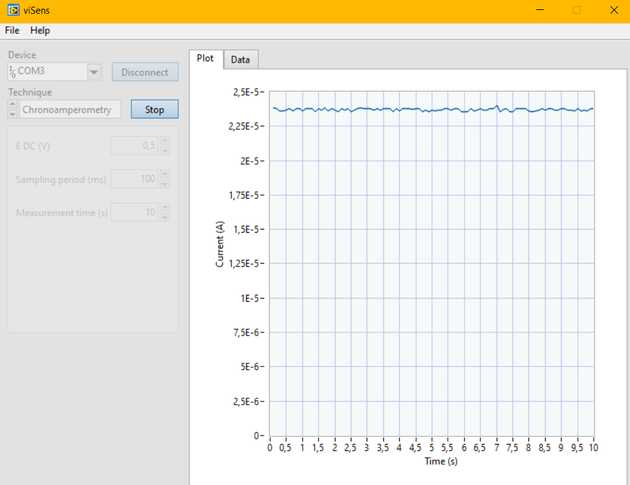 viSens
File Help
Device
COM3
Disconnect
Technique
Chronoamperometry
Stop
E DC (V)
0,5
Sampling period (ms)
100
Measurement time (s)
10
Plot
Data
2,5E-5
2,25E-5
2E-5
1,75E-5
1,5E-5
1,25E-5
1E-5
7,5E-6
5E-6
2,5E-6
0
Current (A)
0 0,5 1 1,5 2 2,5 3 3,5 4 4,5 5 5,5 6 6,5 7 7,5 8 8,5 9 9,5 10
Time (s)